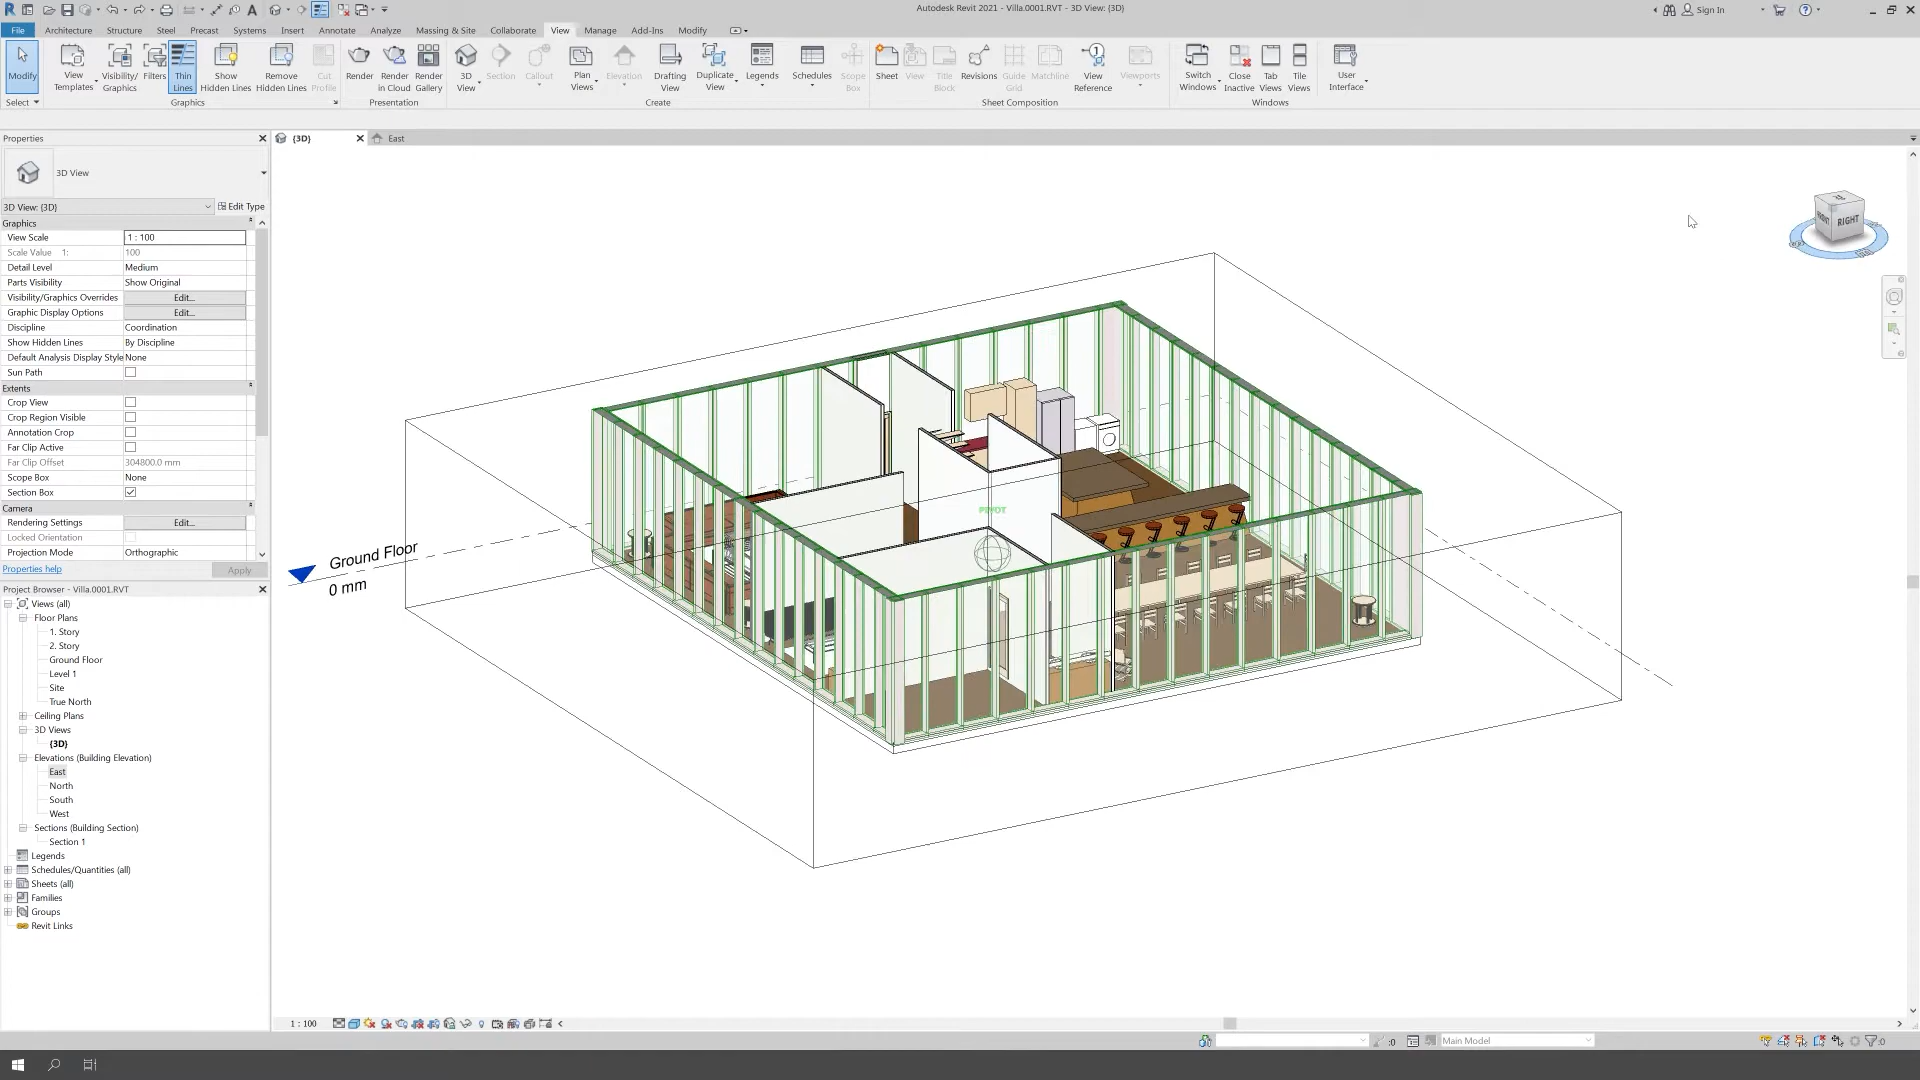 Autodesk Revit 2021 - Villa.0001.RVT - 3D View: {3D}
Sign In
File Architecture Structure Steel Precast Systems Insert Annotate Analyze Massing & Site Collaborate View Manage Add-Ins Modify
Modify View Templates Visibility/ Graphics Filters Thin Lines Show Hidden Lines Remove Hidden Lines Cut Profile Render Render in Cloud Render Gallery 3D View Section Callout Plan Views Elevation Drafting View Duplicate View Legends Schedules Scope Box Sheet View Title Block Revisions Guide Grid Matchline View Reference Viewports Switch Windows Close Inactive Tab Views Tile Views User Interface
Select Graphics Presentation Create Sheet Composition Windows
Properties
{3D} East
3D View
3D View: {3D} Edit Type
Graphics
View Scale 1 : 100
Scale Value 1: 100
Detail Level Medium
Parts Visibility Show Original
Visibility/Graphics Overrides Edit...
Graphic Display Options Edit...
Discipline Coordination
Show Hidden Lines By Discipline
Default Analysis Display Style None
Sun Path
Extents
Crop View
Crop Region Visible
Annotation Crop
Far Clip Active
Far Clip Offset 304800.0 mm
Scope Box None
Section Box
Camera
Rendering Settings Edit...
Locked Orientation
Projection Mode Orthographic
Properties help Apply
Project Browser - Villa.0001.RVT
Views (all)
Floor Plans
1. Story
2. Story
Ground Floor
Level 1
Site
True North
Ceiling Plans
3D Views
{3D}
Elevations (Building Elevation)
East
North
South
West
Sections (Building Section)
Section 1
Legends
Schedules/Quantities (all)
Sheets (all)
Families
Groups
Revit Links
FRONT RIGHT
PIVOT
Ground Floor
0 mm
1 : 100
:0
Main Model
:0